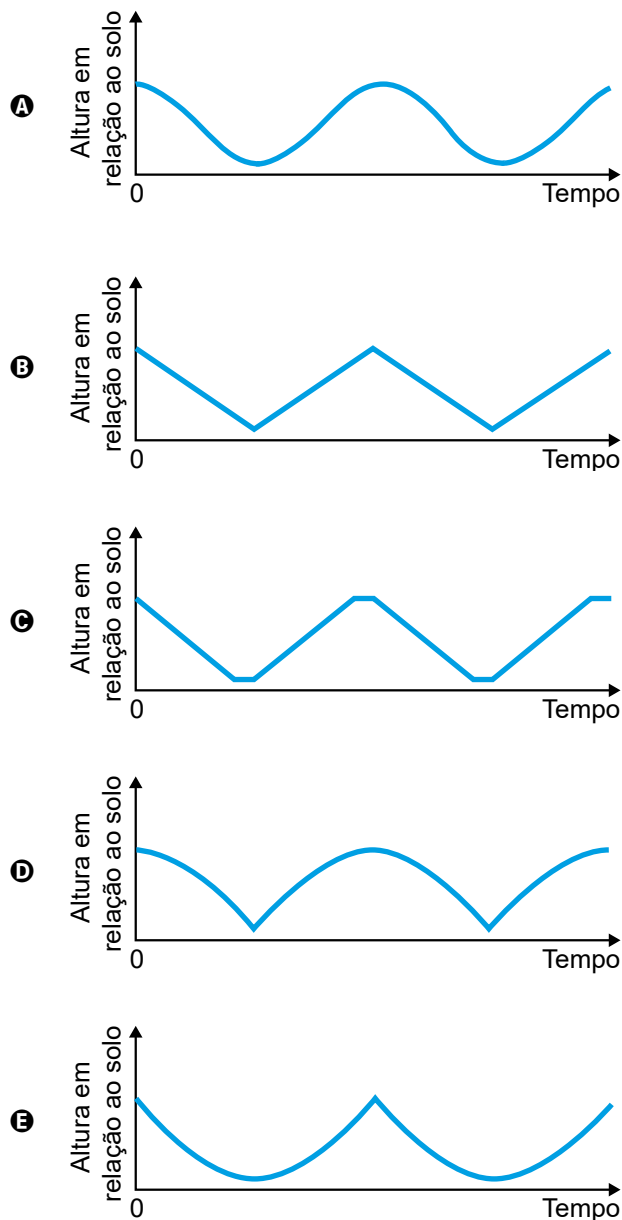 A
Altura em
relação ao solo
0
Tempo
B
Altura em
relação ao solo
0
Tempo
C
Altura em
relação ao solo
0
Tempo
D
Altura em
relação ao solo
0
Tempo
E
Altura em
relação ao solo
0
Tempo